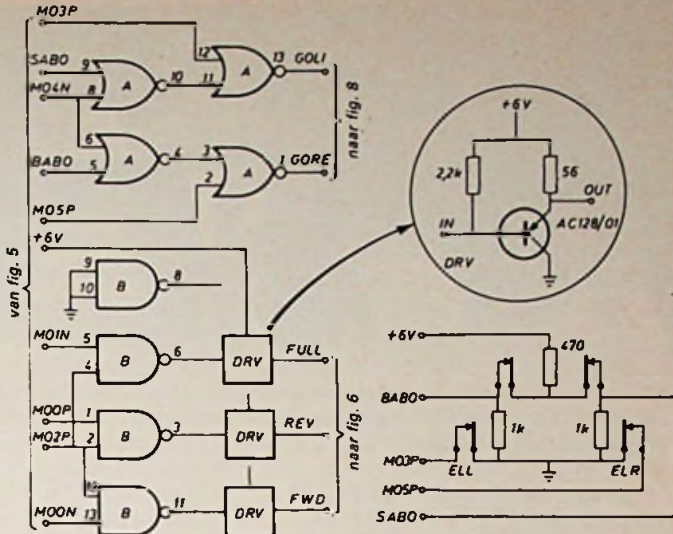 MO3P
SABO
9
MO4N
8
A
10
12
11
A
13
GOLI
6
BABO
5
A
4
3
2
A
1
GORE
MO5P
naar fig. 8
van fig. 5
+6V
9
10
B
8
MO1N
5
4
B
6
DRV
FULL
MOOP
1
MO2P
2
B
3
DRV
REV
MOON
13
B
11
DRV
FWD
naar fig. 6
+6V
2,2k
56
OUT
IN
AC128/01
DRV
+6V
470
BABO
1k
1k
MO3P
ELL
ELR
MO5P
SABO